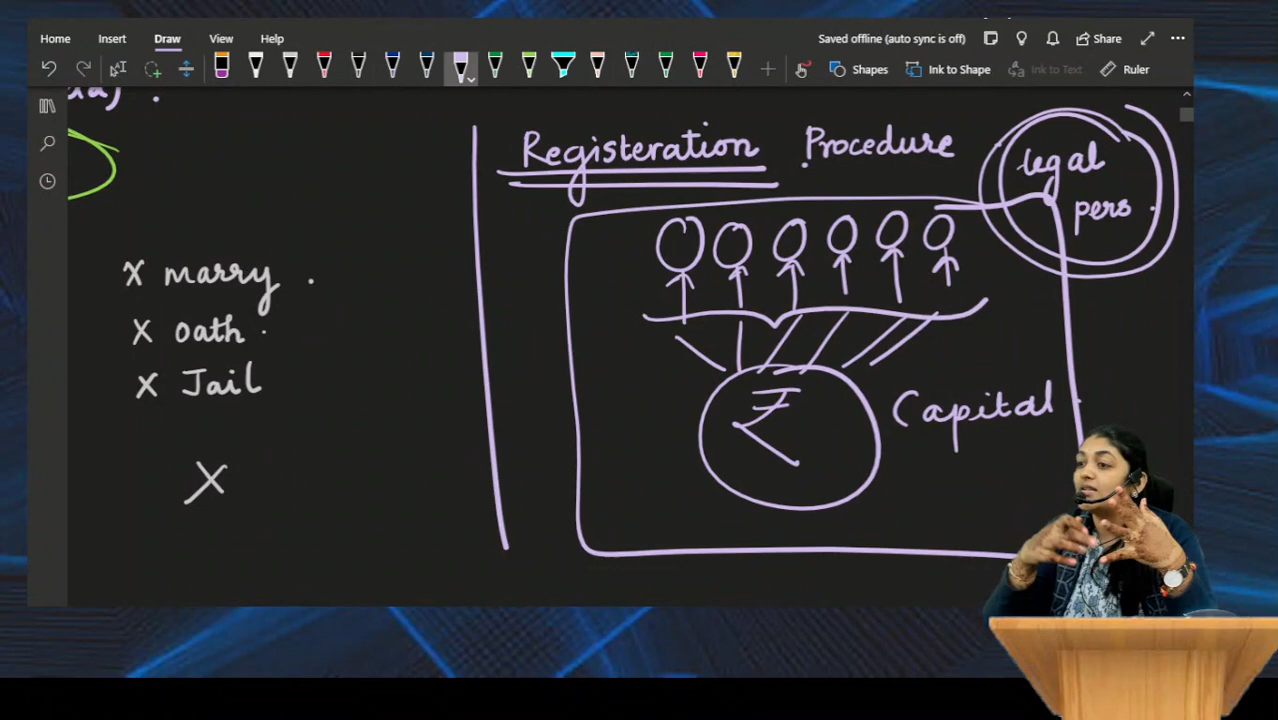 Home Insert Draw View Help Saved offline (auto sync is off) Share
Shapes Ink to Shape Ink to Text Ruler
Registeration Procedure
legal
pers
X marry .
X oath .
X Jail
X
₹ Capital